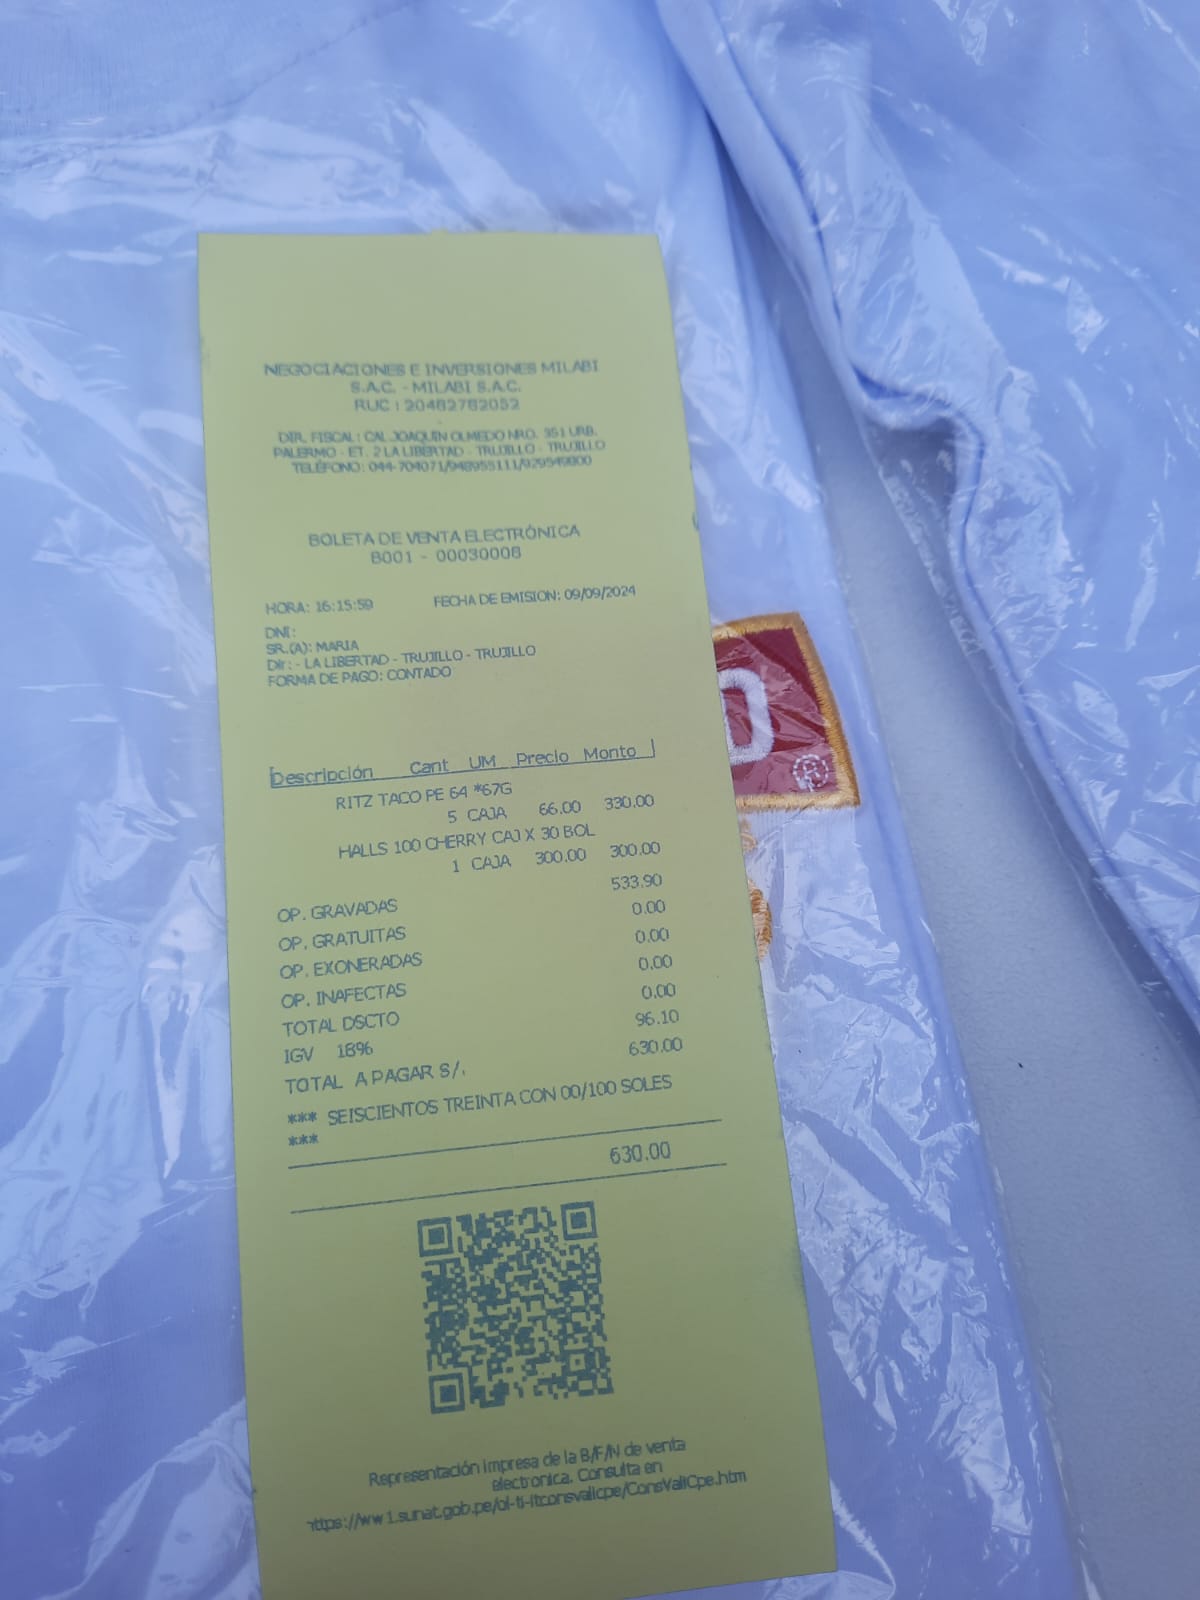 NEGOCIACIONES E INVERSIONES MILABI
S.A.C. - MILABI S.A.C.
RUC : 20482782052
DIR. FISCAL : CAL.JOAQUIN OLMEDO NRO. 351 URB.
PALERMO - ET. 2 LA LIBERTAD - TRUJILLO - TRUJILLO
TELÉFONO: 044-704071/948955111/929549800
BOLETA DE VENTA ELECTRÓNICA
B001 - 00030008
HORA: 16:15:59 FECHA DE EMISION: 09/09/2024
DNI:
SR.(A): MARIA
Dir: - LA LIBERTAD - TRUJILLO - TRUJILLO
FORMA DE PAGO: CONTADO
Descripción Cant UM Precio Monto
RITZ TACO PE 64 *67G
5 CAJA 66.00 330.00
HALLS 100 CHERRY CAJ X 30 BOL
1 CAJA 300.00 300.00
OP. GRAVADAS 533.90
OP. GRATUITAS 0.00
OP. EXONERADAS 0.00
OP. INAFECTAS 0.00
TOTAL DSCTO 0.00
IGV 18% 96.10
TOTAL A PAGAR S/. 630.00
*** SEISCIENTOS TREINTA CON 00/100 SOLES
***
630.00
Representación impresa de la B/F/N de venta
electronica. Consulta en
https://ww1.sunat.gob.pe/ol-ti-itconsvalicpe/ConsValiCpe.htm
O
®